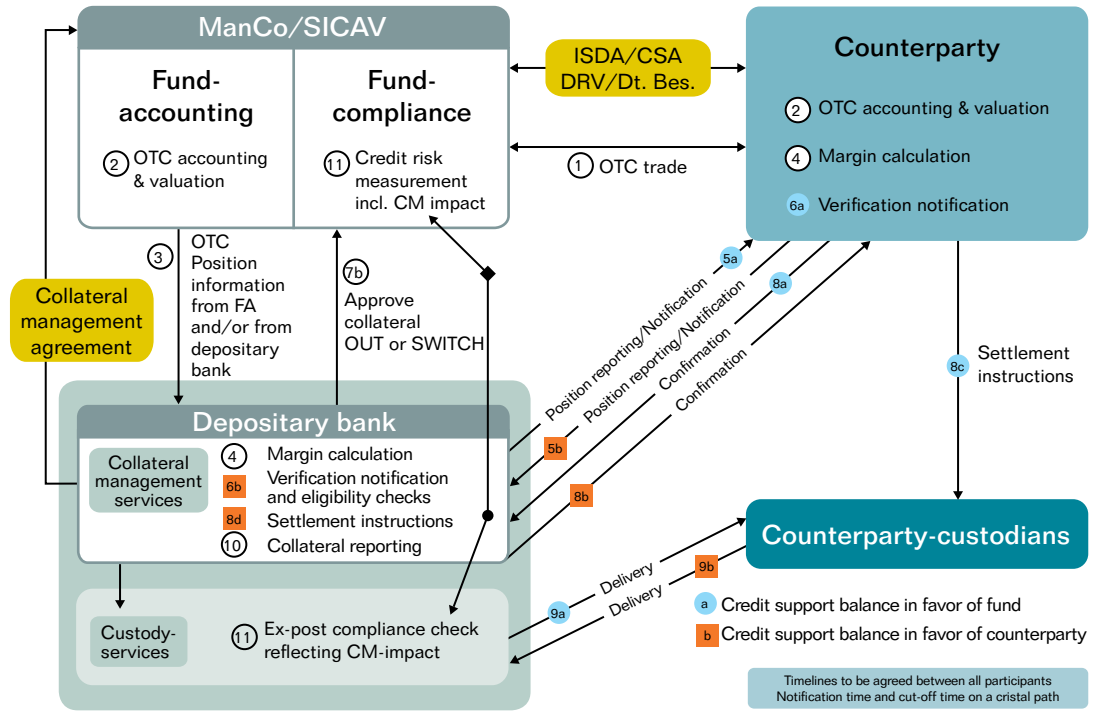 ManCo/SICAV
Fund-
accounting
2 OTC accounting
& valuation
Fund-
compliance
11 Credit risk
measurement
incl. CM impact
ISDA/CSA
DRV/Dt. Bes.
1 OTC trade
Counterparty
2 OTC accounting & valuation
4 Margin calculation
6a Verification notification
3 OTC
Position
information
from FA
and/or from
depositary
bank
7b
Approve
collateral
OUT or SWITCH
Collateral
management
agreement
Position reporting/Notification 5a
Position reporting/Notification
5b
8a
Confirmation
Confirmation
8b
8c Settlement
instructions
Depositary bank
Collateral
management
services
4 Margin calculation
6b Verification notification
and eligibility checks
8d Settlement instructions
10 Collateral reporting
Counterparty-custodians
9a Delivery
Delivery 9b
Custody-
services
11 Ex-post compliance check
reflecting CM-impact
a Credit support balance in favor of fund
b Credit support balance in favor of counterparty
Timelines to be agreed between all participants
Notification time and cut-off time on a cristal path